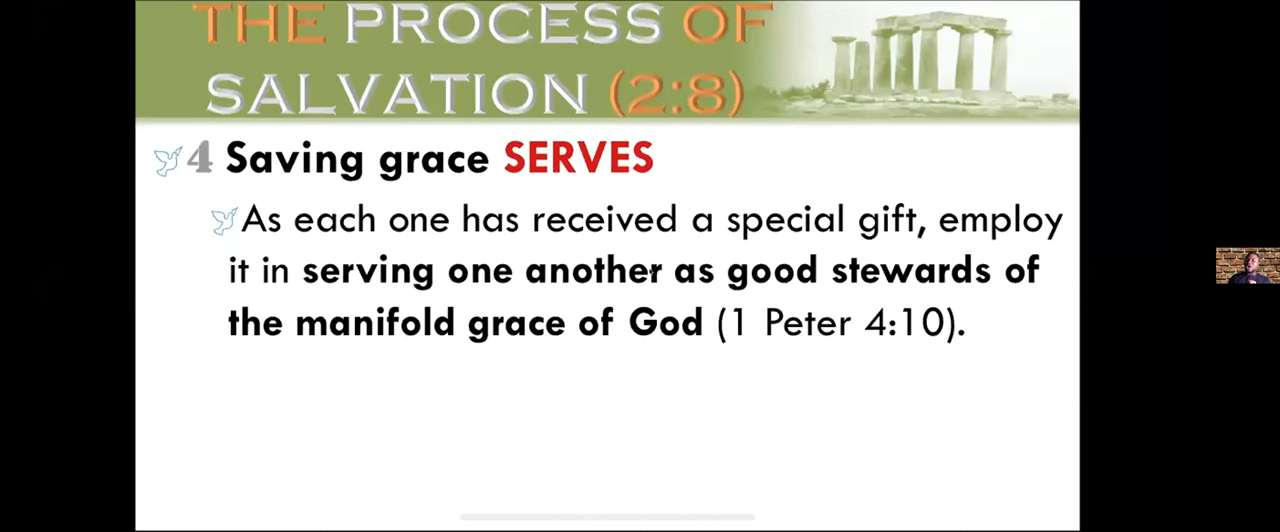 THE PROCESS OF
SALVATION (2:8)
4 Saving grace SERVES
As each one has received a special gift, employ
it in serving one another as good stewards of
the manifold grace of God (1 Peter 4:10).